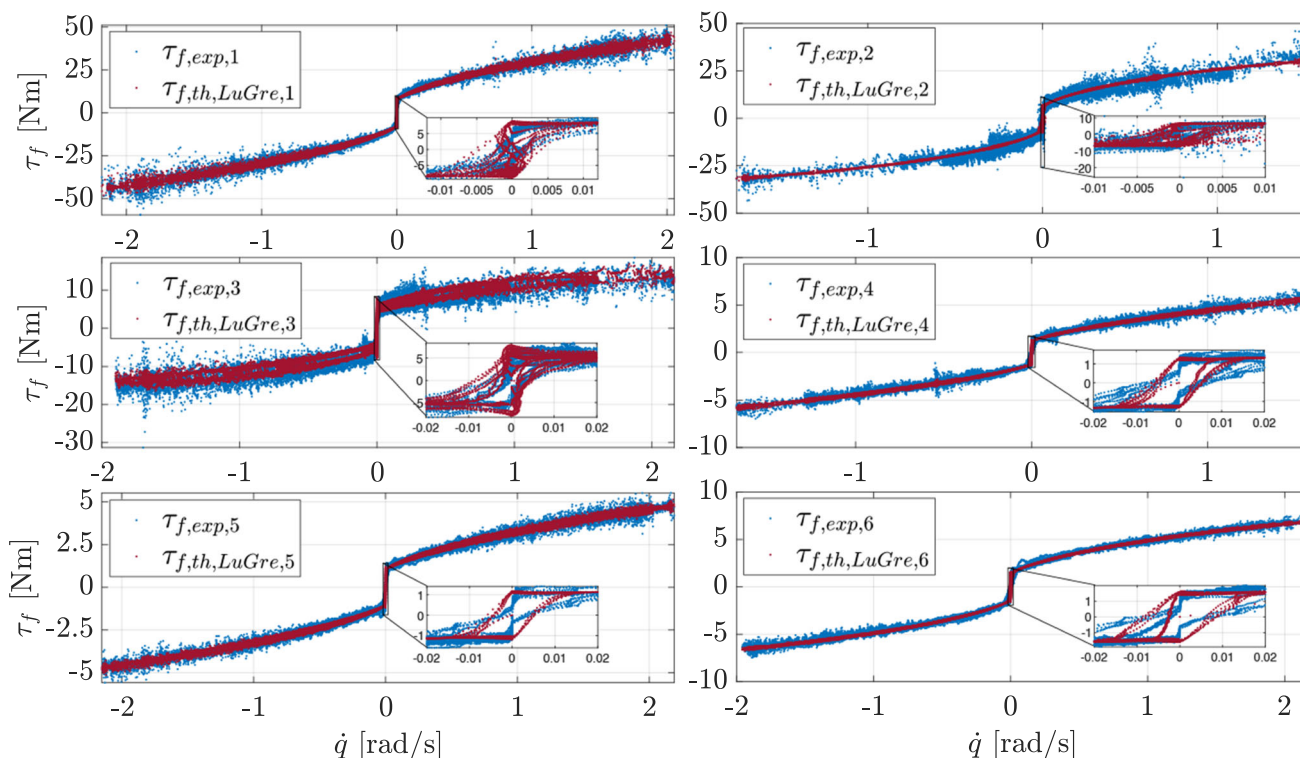 50
25
0
-25
-50
τ_f [Nm]
τ_{f,exp,1}
τ_{f,th,LuGre,1}
5
0
-5
-0.01 -0.005 0 0.005 0.01
-2 -1 0 1 2
50
25
0
-25
-50
τ_{f,exp,2}
τ_{f,th,LuGre,2}
10
0
-10
-20
-0.01 -0.005 0 0.005 0.01
-1 0 1
10
0
-10
-20
-30
τ_f [Nm]
τ_{f,exp,3}
τ_{f,th,LuGre,3}
5
0
-5
-0.02 -0.01 0 0.01 0.02
-2 -1 0 1 2
10
5
0
-5
-10
τ_{f,exp,4}
τ_{f,th,LuGre,4}
1
0
-1
-0.02 -0.01 0 0.01 0.02
-1 0 1
5
2.5
0
-2.5
-5
τ_f [Nm]
τ_{f,exp,5}
τ_{f,th,LuGre,5}
1
0
-1
-0.02 -0.01 0 0.01 0.02
-2 -1 0 1 2
q̇ [rad/s]
10
5
0
-5
-10
τ_{f,exp,6}
τ_{f,th,LuGre,6}
1
0
-1
-0.02 -0.01 0 0.01 0.02
-2 -1 0 1 2
q̇ [rad/s]